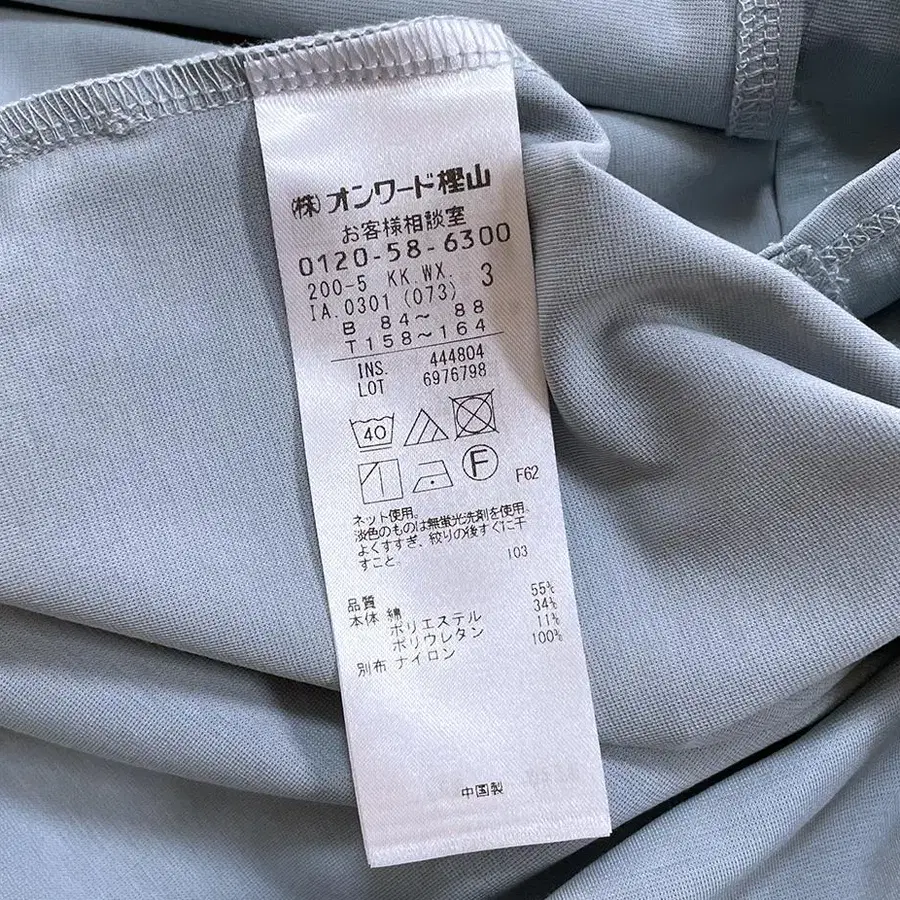 ㈱オンワード樫山
お客様相談室
0120-58-6300
200-5 KK.WX. 3
IA.0301 (073)
B 84～ 88
T158～164
INS. 444804
LOT 6976798
40
F
F62
ネット使用。
淡色のものは無蛍光洗剤を使用。
よくすすぎ、絞りの後すぐに干
すこと。 103
品質
本体 綿 55%
ポリエステル 34%
ポリウレタン 11%
別布 ナイロン 100%
中国製